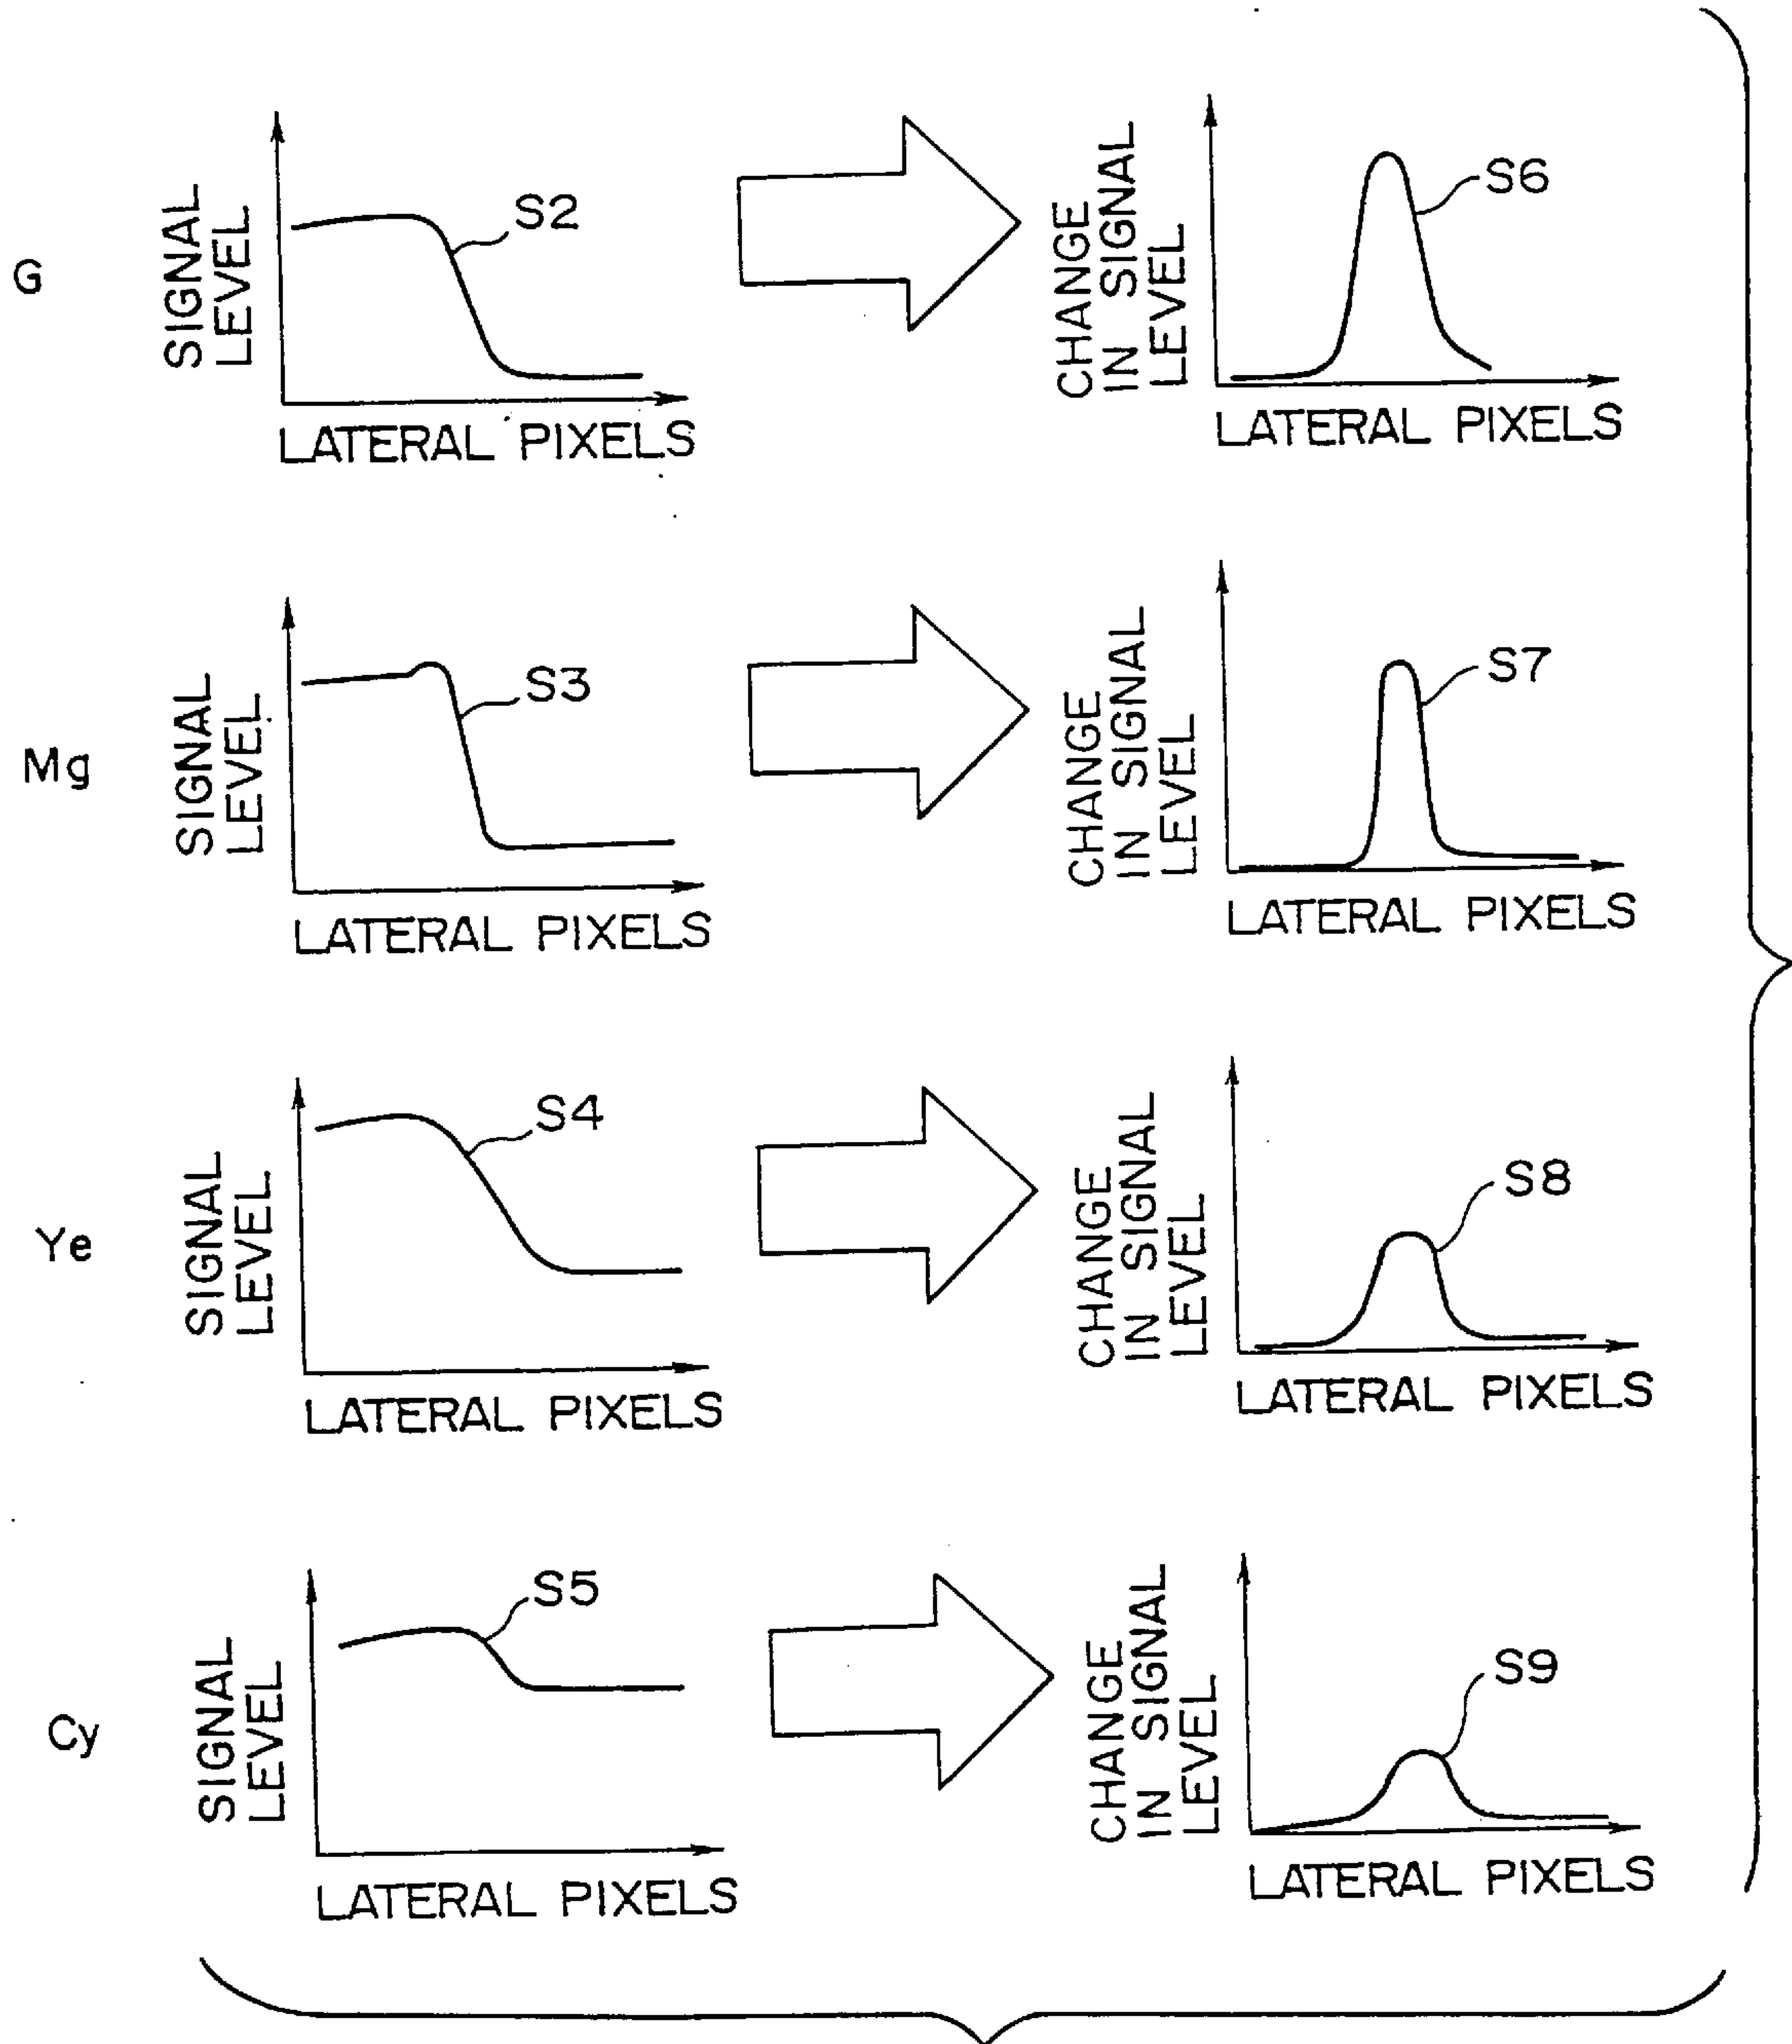 G
SIGNAL
LEVEL
S2
LATERAL PIXELS
CHANGE
IN SIGNAL
LEVEL
S6
LATERAL PIXELS
Mg
SIGNAL
LEVEL
S3
LATERAL PIXELS
CHANGE
IN SIGNAL
LEVEL
S7
LATERAL PIXELS
Ye
SIGNAL
LEVEL
S4
LATERAL PIXELS
CHANGE
IN SIGNAL
LEVEL
S8
LATERAL PIXELS
Cy
SIGNAL
LEVEL
S5
LATERAL PIXELS
CHANGE
IN SIGNAL
LEVEL
S9
LATERAL PIXELS